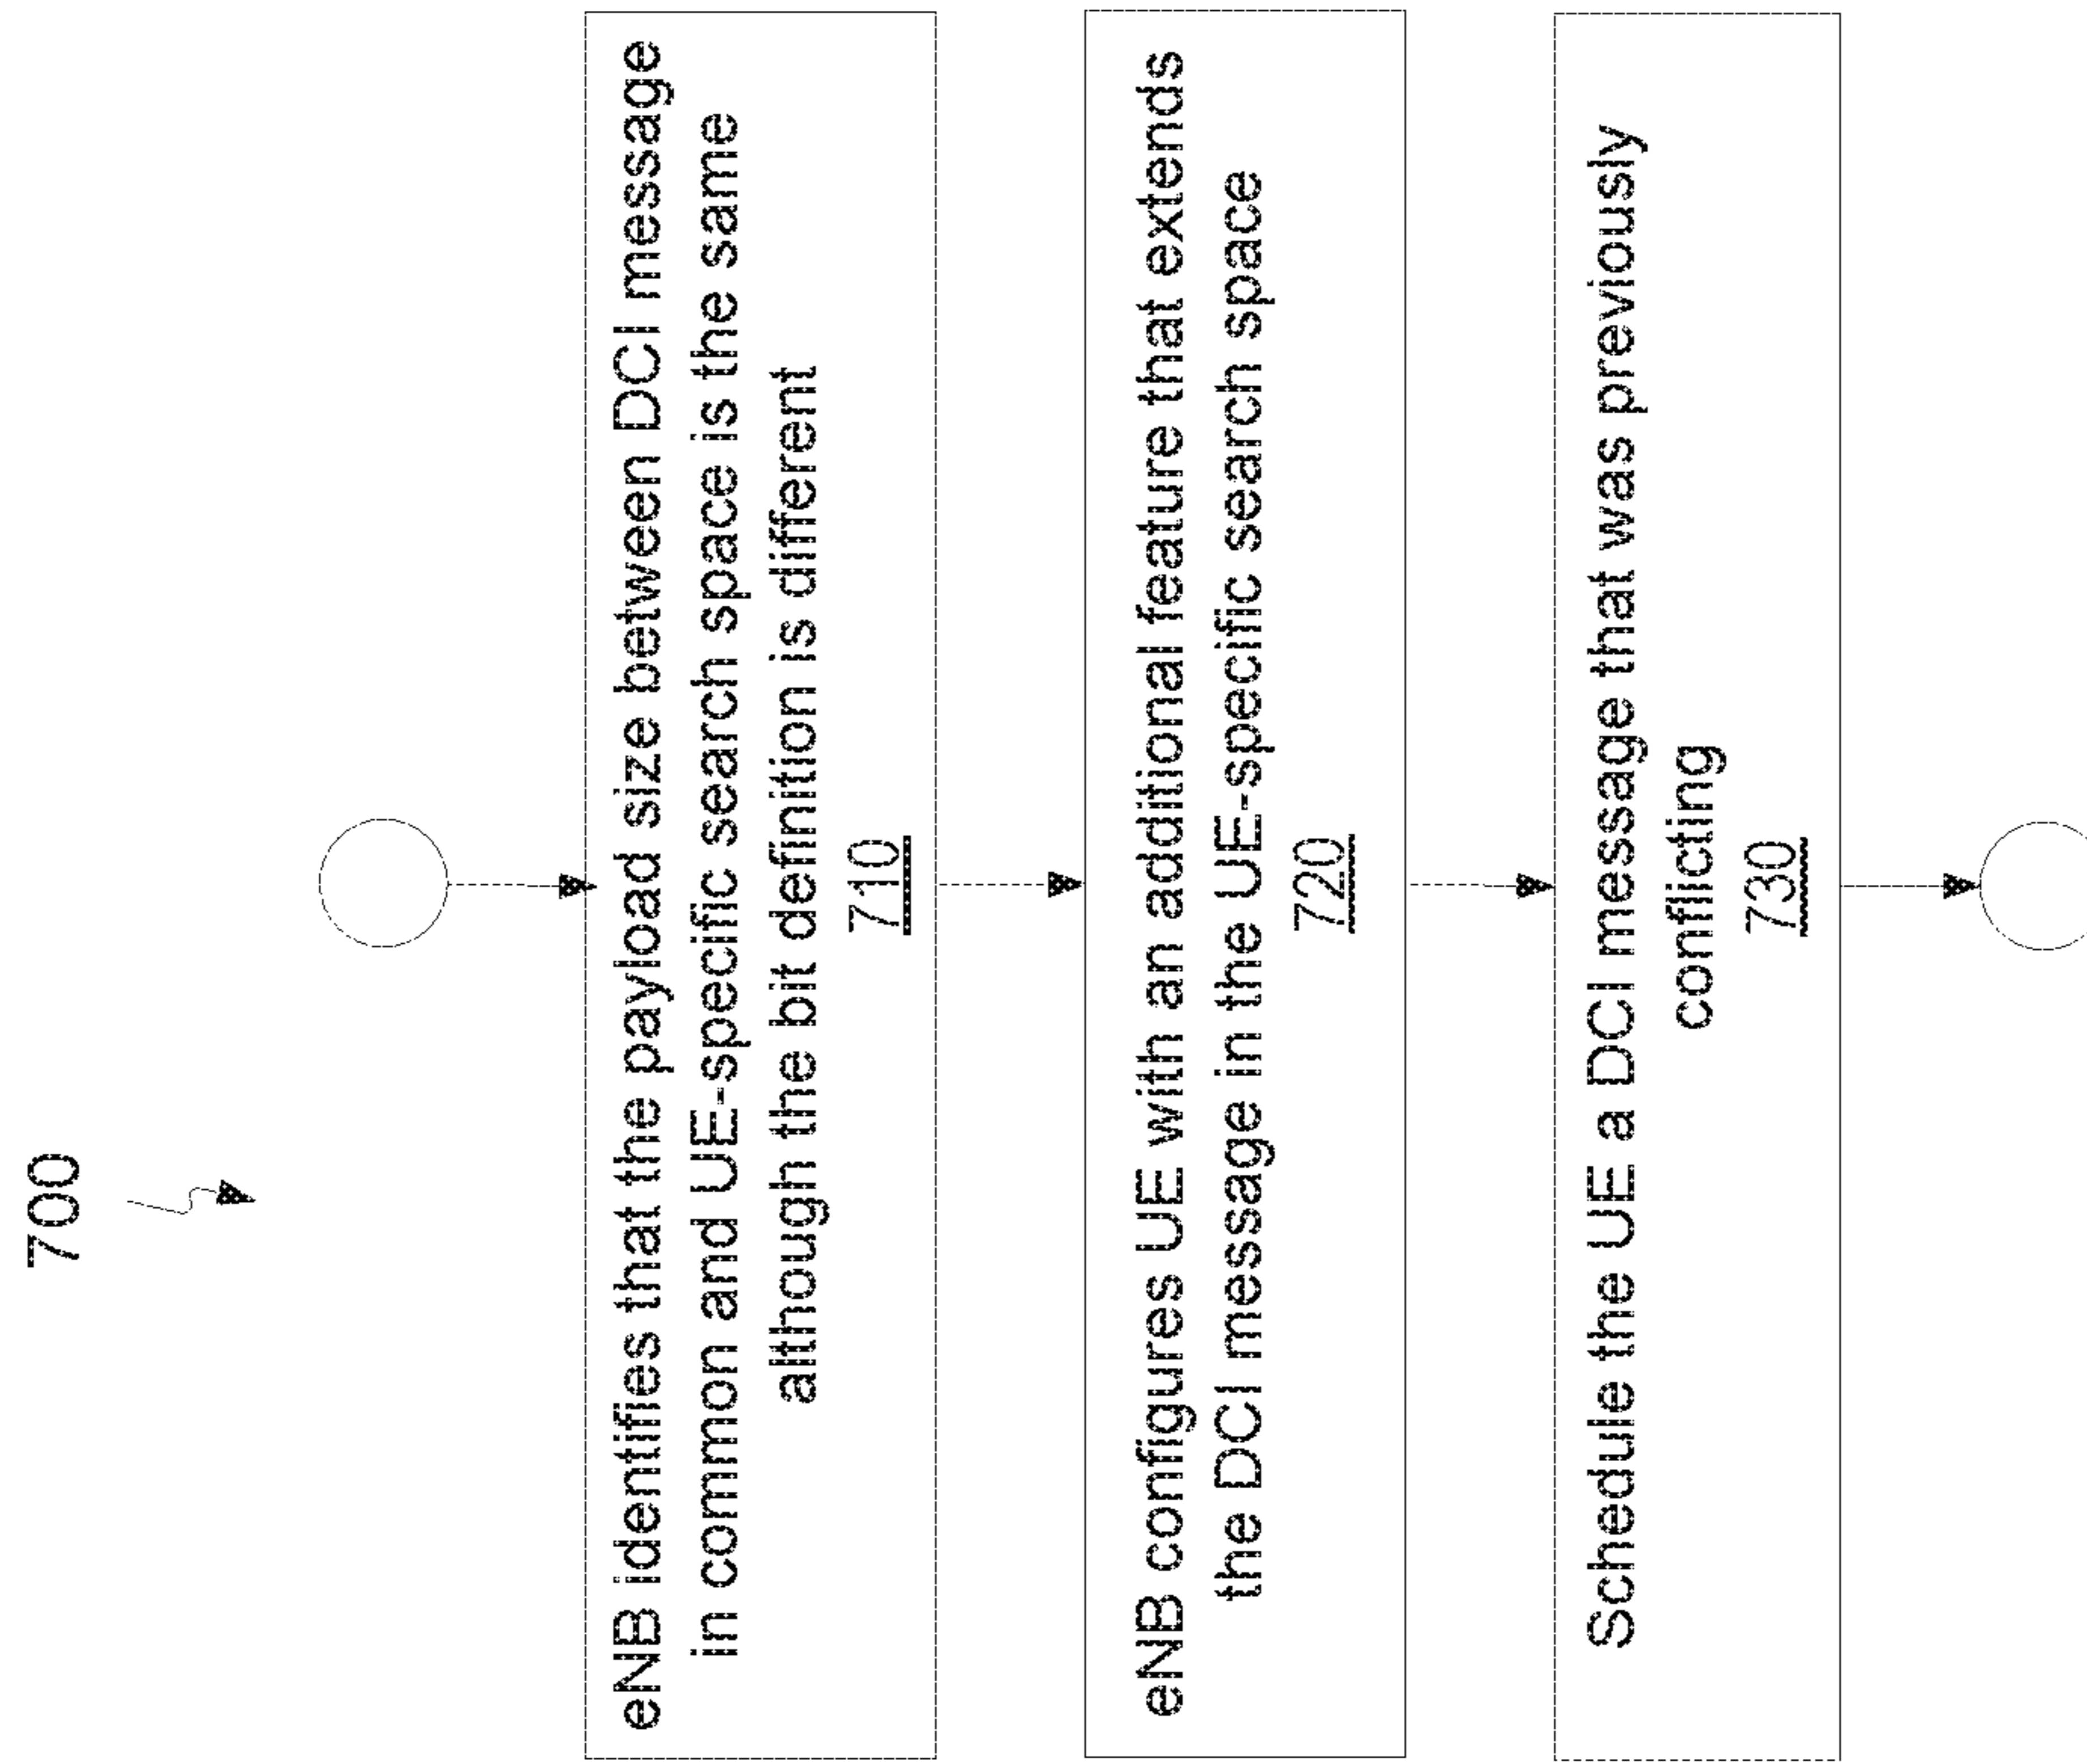 700
eNB identifies that the payload size between DCI message
in common and UE-specific search space is the same
although the bit definition is different
710
eNB configures UE with an additional feature that extends
the DCI message in the UE-specific search space
720
Schedule the UE a DCI message that was previously
conflicting
730